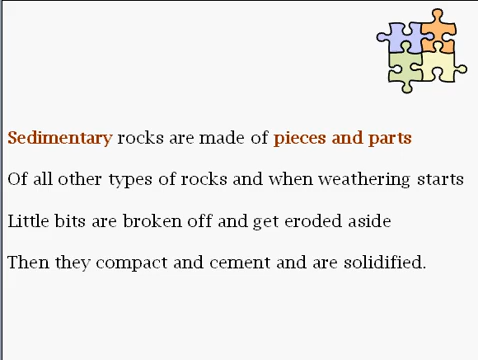 Sedimentary rocks are made of pieces and parts
Of all other types of rocks and when weathering starts
Little bits are broken off and get eroded aside
Then they compact and cement and are solidified.